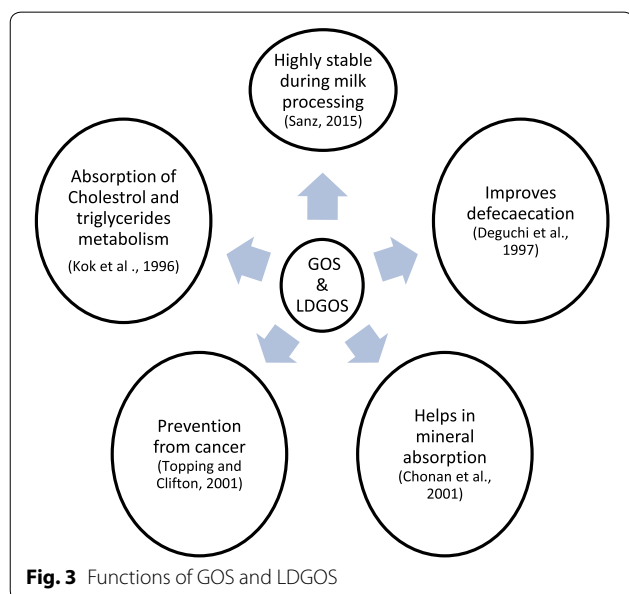 Highly stable
during milk
processing
(Sanz, 2015)
Absorption of
Cholestrol and
triglycerides
metabolism
(Kok et al ., 1996)
Improves
defecaecation
(Deguchi et al.,
1997)
GOS
&
LDGOS
Prevention
from cancer
(Topping and
Clifton, 2001)
Helps in
mineral
absorption
(Chonan et al.,
2001)
Fig. 3 Functions of GOS and LDGOS